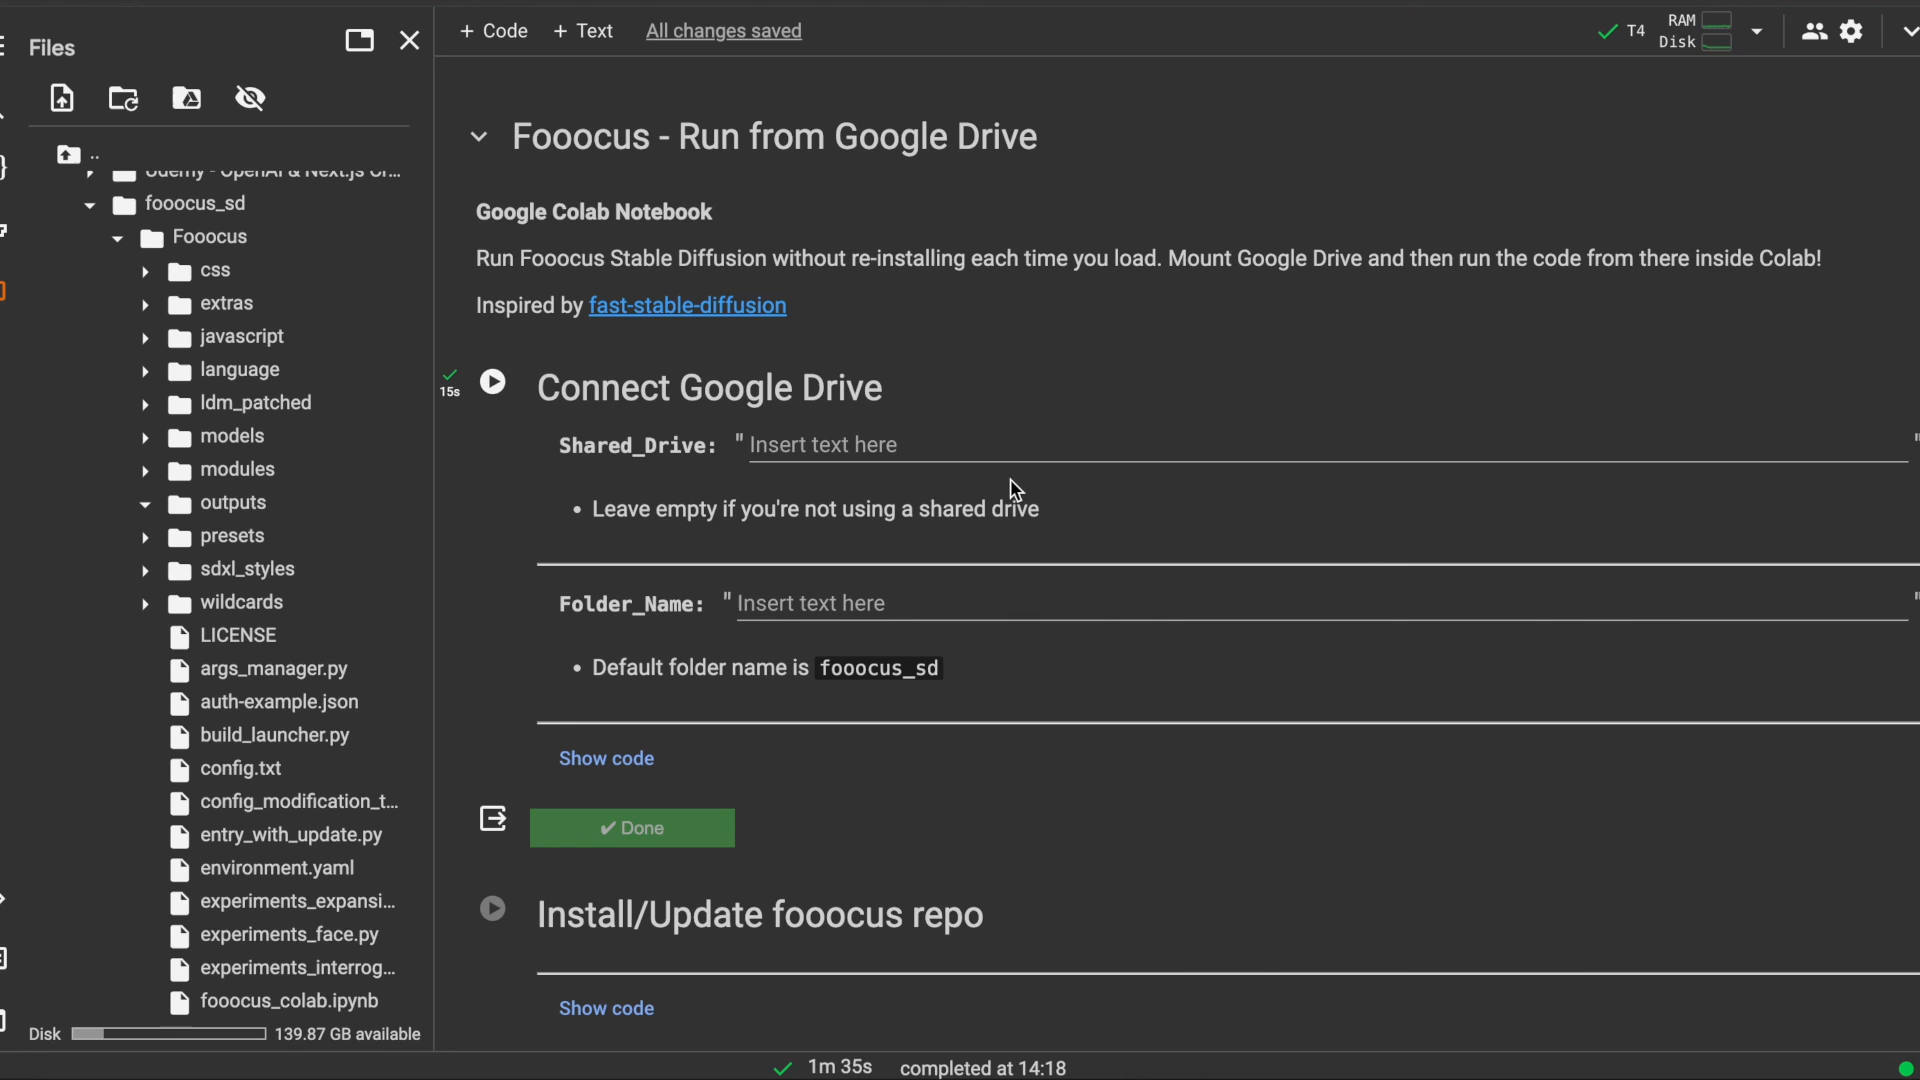 Files
+ Code
+ Text
All changes saved
T4
RAM
Disk
..
fooocus_sd
Fooocus
css
extras
javascript
language
ldm_patched
models
modules
outputs
presets
sdxl_styles
wildcards
LICENSE
args_manager.py
auth-example.json
build_launcher.py
config.txt
config_modification_t...
entry_with_update.py
environment.yaml
experiments_expansi...
experiments_face.py
experiments_interrog...
fooocus_colab.ipynb
Disk
139.87 GB available
Fooocus - Run from Google Drive
Google Colab Notebook
Run Fooocus Stable Diffusion without re-installing each time you load. Mount Google Drive and then run the code from there inside Colab!
Inspired by fast-stable-diffusion
15s
Connect Google Drive
Shared_Drive: " Insert text here "
• Leave empty if you're not using a shared drive
Folder_Name: " Insert text here "
• Default folder name is fooocus_sd
Show code
✔ Done
Install/Update fooocus repo
Show code
1m 35s completed at 14:18